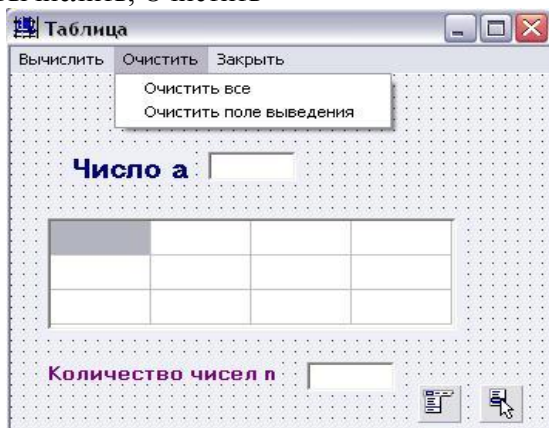 Таблица
Вычислить Очистить Закрыть
Очистить все
Очистить поле выведения
Число а
Количество чисел n